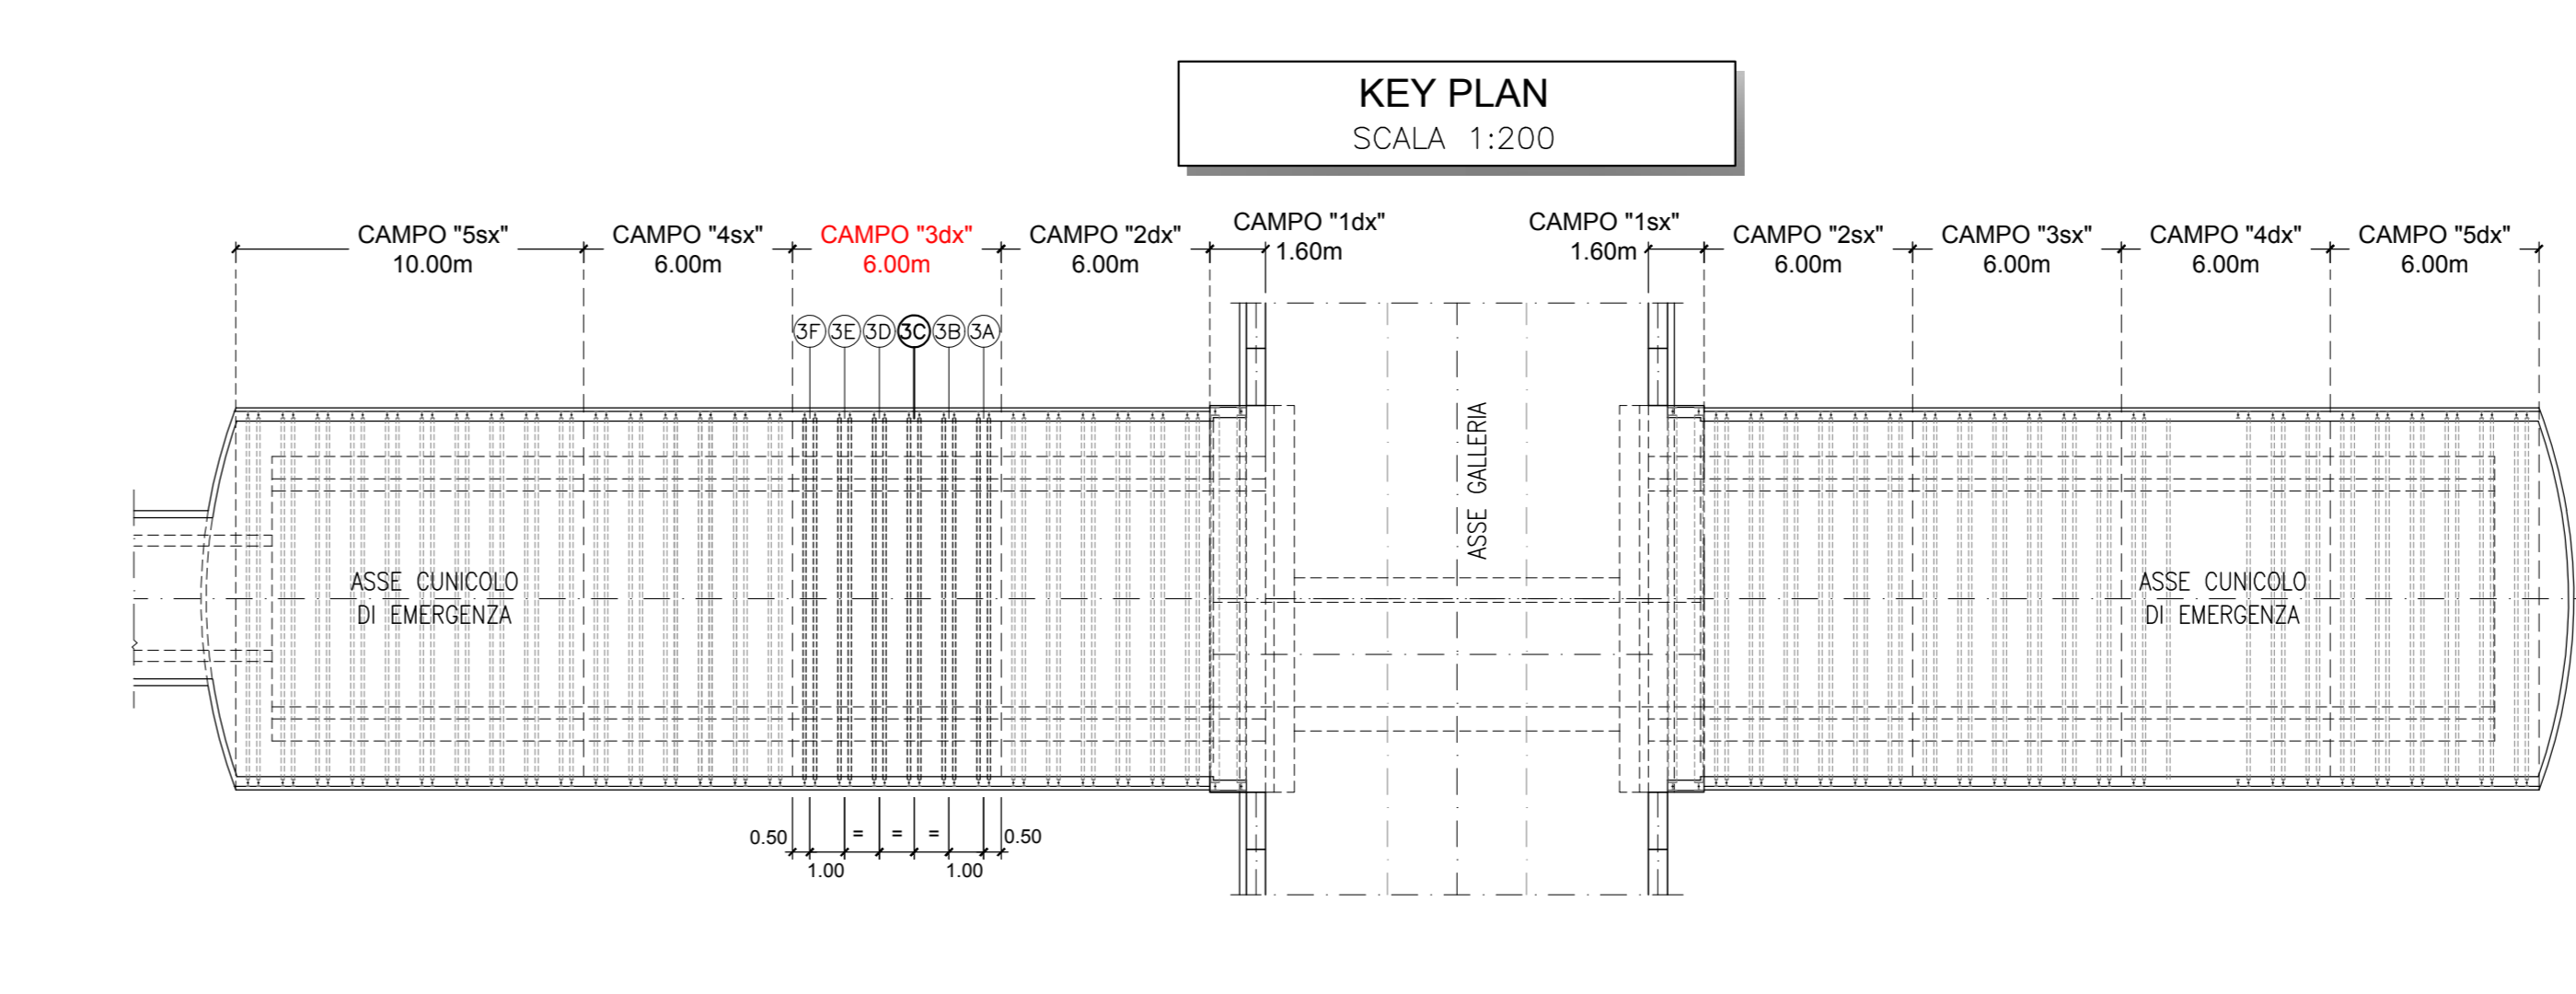 KEY PLAN
SCALA 1:200
CAMPO "5sx"
10.00m
CAMPO "4sx"
6.00m
CAMPO "3dx"
6.00m
CAMPO "2dx"
6.00m
CAMPO "1dx"
1.60m
CAMPO "1sx"
1.60m
CAMPO "2sx"
6.00m
CAMPO "3sx"
6.00m
CAMPO "4dx"
6.00m
CAMPO "5dx"
6.00m
3F 3E 3D 3C 3B 3A
ASSE GALLERIA
ASSE CUNICOLO
DI EMERGENZA
ASSE CUNICOLO
DI EMERGENZA
0.50 = = = 0.50
1.00 1.00